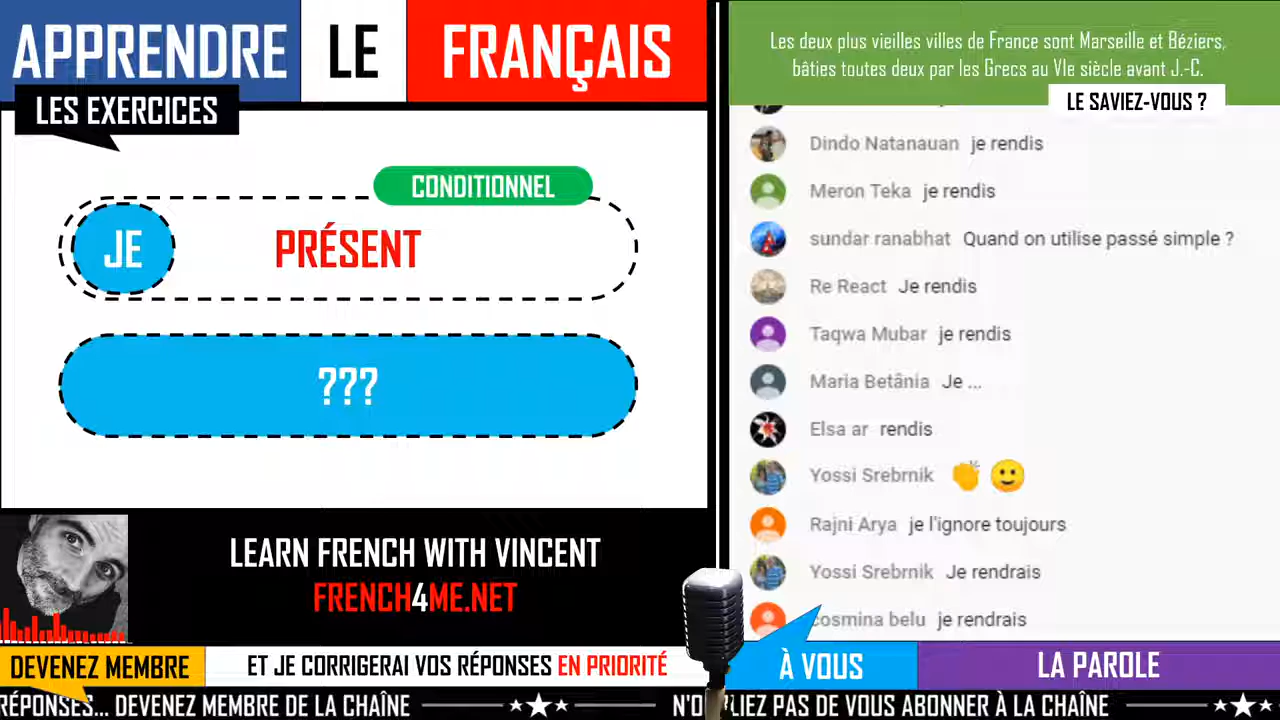 APPRENDRE LE FRANÇAIS
LES EXERCICES
CONDITIONNEL
JE
PRÉSENT
???
LEARN FRENCH WITH VINCENT
FRENCH4ME.NET
DEVENEZ MEMBRE
ET JE CORRIGERAI VOS RÉPONSES EN PRIORITÉ
Les deux plus vieilles villes de France sont Marseille et Béziers,
bâties toutes deux par les Grecs au VIe siècle avant J.-C.
LE SAVIEZ-VOUS ?
Dindo Natanauan je rendis
Meron Teka je rendis
sundar ranabhat Quand on utilise passé simple ?
Re React Je rendis
Taqwa Mubar je rendis
Maria Betânia Je ...
Elsa ar rendis
Yossi Srebrnik 👏 🙂
Rajni Arya je l'ignore toujours
Yossi Srebrnik Je rendrais
cosmina belu je rendrais
À VOUS
LA PAROLE
RÉPONSES... DEVENEZ MEMBRE DE LA CHAÎNE
PAS DE VOUS ABONNER À LA CHAÎNE